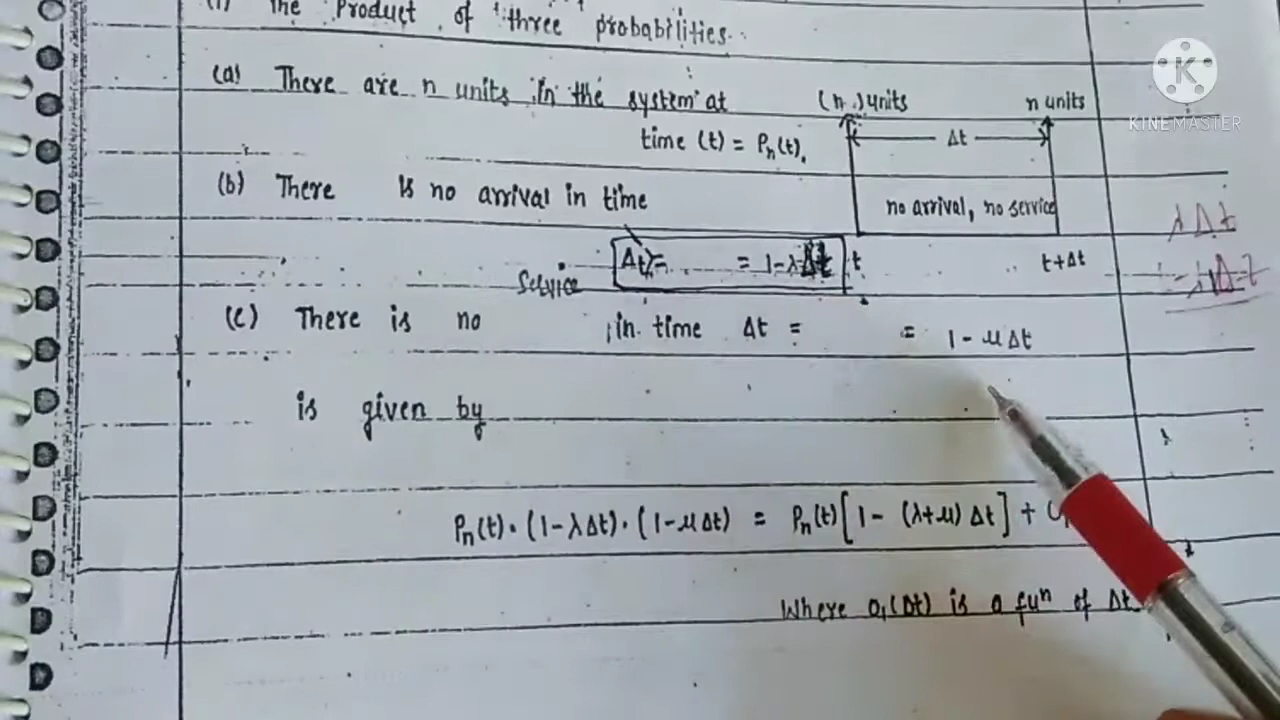 (i) the Product of three probabilities.
(a) There are n units in the system at
time (t) = Pn(t).
(n ) units
n units
Δt
no arrival, no service
t
t+Δt
(b) There is no arrival in time
Δt = = 1-λΔt
λΔt
1-λΔt
(c) There is no Service in time Δt = = 1-μΔt
is given by
Pn(t).(1-λΔt).(1-μΔt) = Pn(t)[1-(λ+μ)Δt] +
Where o₁(Δt) is a fuⁿ of Δt
K
KINEMASTER